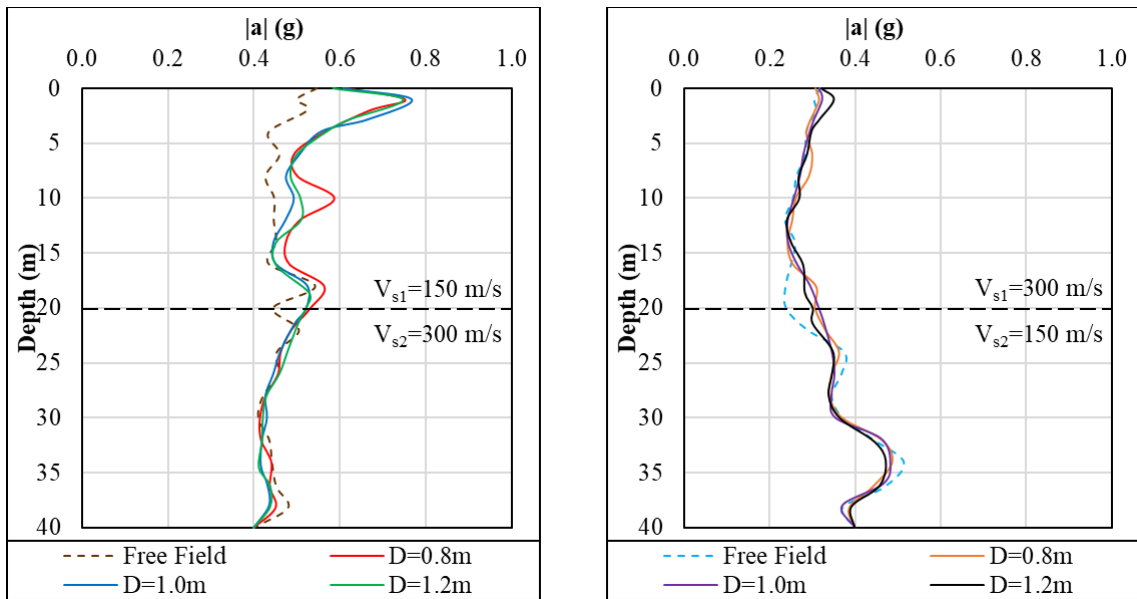 |a| (g)
0.0 0.2 0.4 0.6 0.8 1.0
0
5
10
15
20
25
30
35
40
Depth (m)
Vs1=150 m/s
Vs2=300 m/s
Free Field D=0.8m
D=1.0m D=1.2m
|a| (g)
0.0 0.2 0.4 0.6 0.8 1.0
0
5
10
15
20
25
30
35
40
Depth (m)
Vs1=300 m/s
Vs2=150 m/s
Free Field D=0.8m
D=1.0m D=1.2m